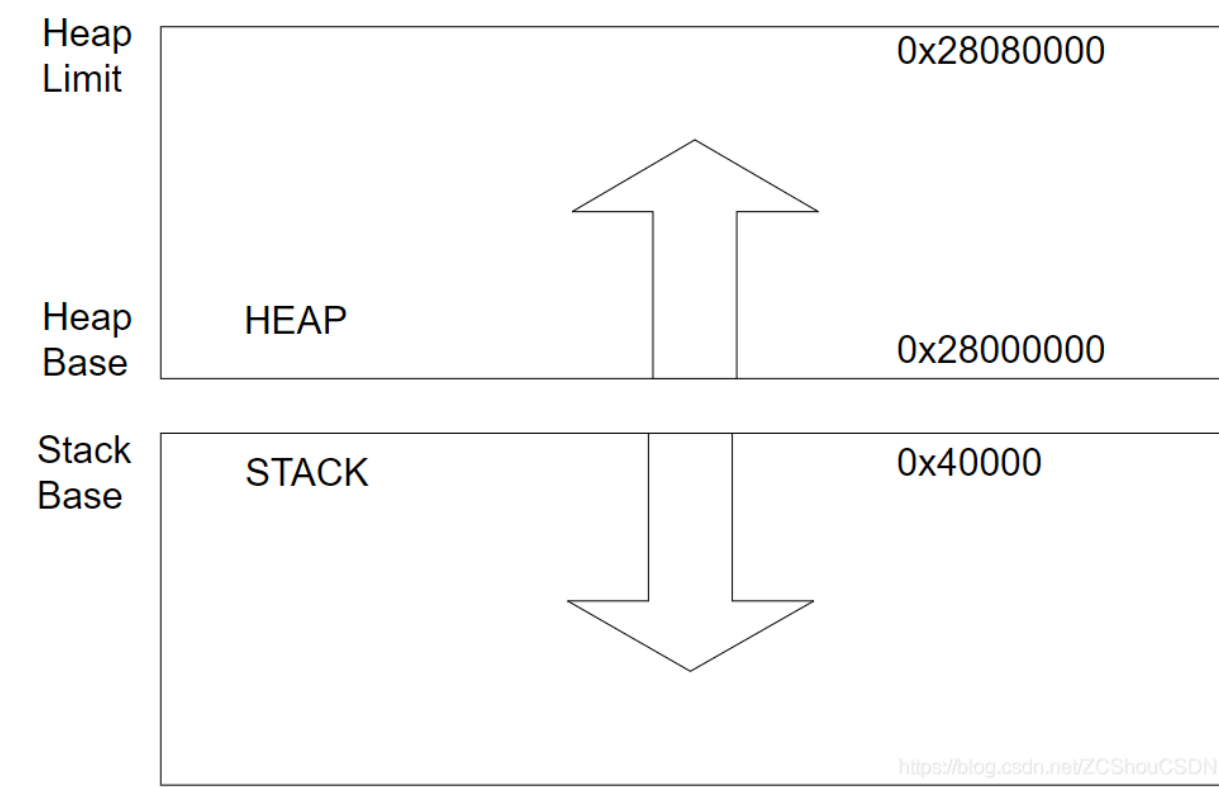 Heap
Limit
0x28080000
Heap
Base
HEAP
0x28000000
Stack
Base
STACK
0x40000
https://blog.csdn.net/ZCShouCSDN